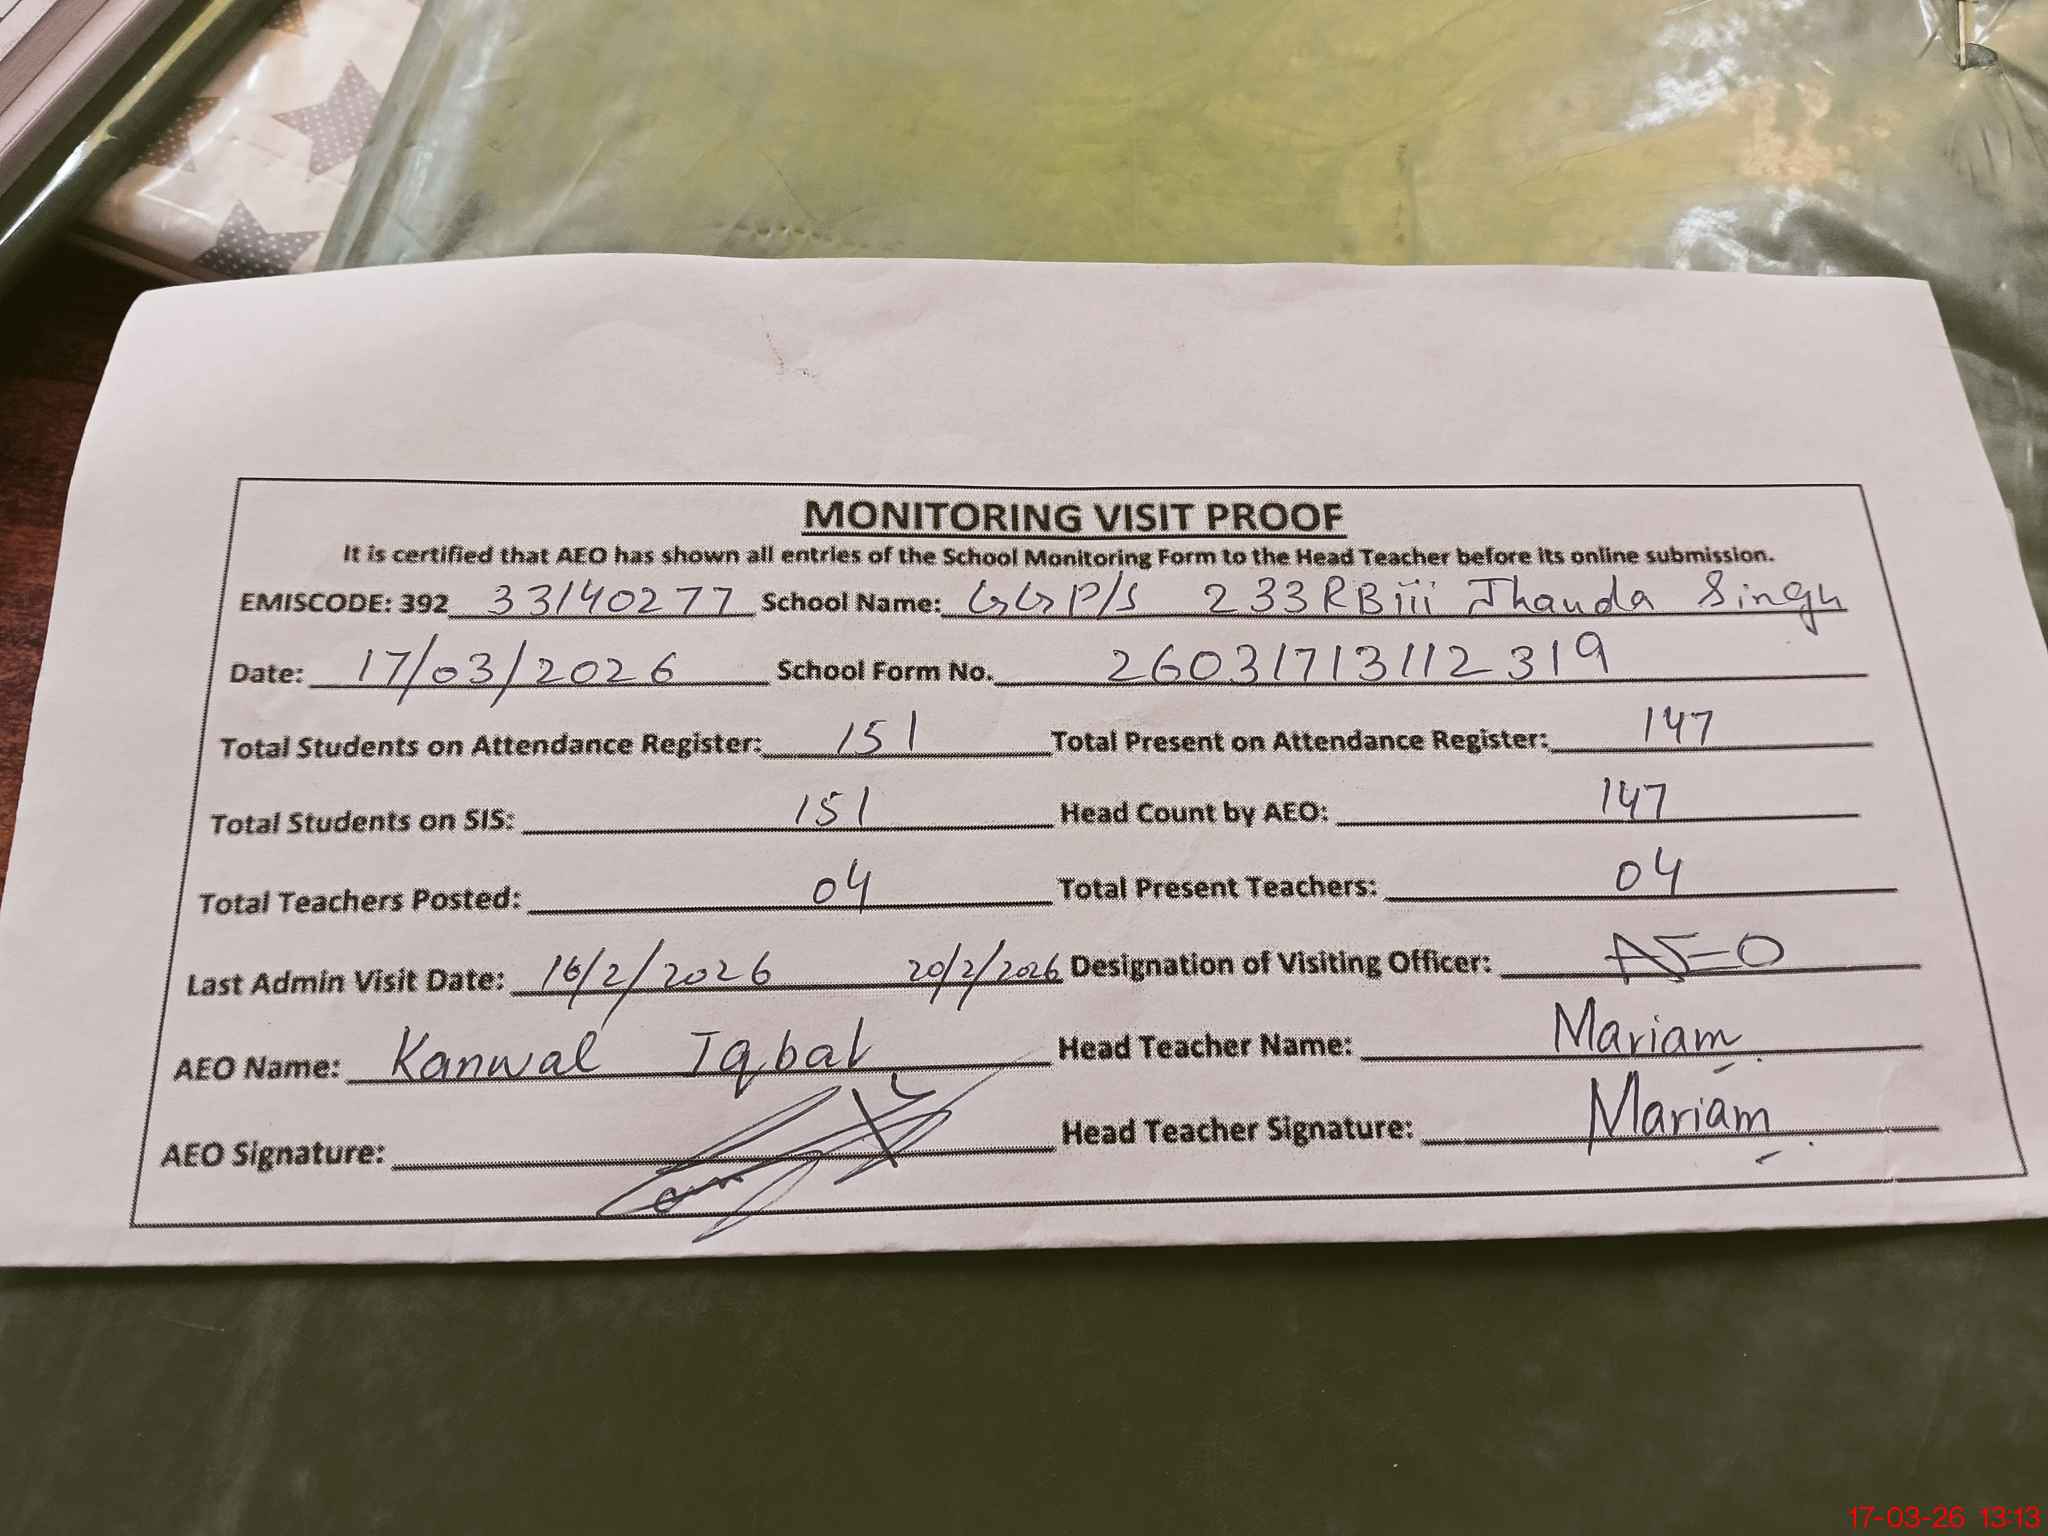 MONITORING VISIT PROOF
It is certified that AEO has shown all entries of the School Monitoring Form to the Head Teacher before its online submission.
EMISCODE: 392 33140277 School Name: GGP/S 233RBiii Jhanda Singh
Date: 17/03/2026 School Form No. 26031713112319
Total Students on Attendance Register: 151 Total Present on Attendance Register: 147
Total Students on SIS: 151 Head Count by AEO: 147
Total Teachers Posted: 04 Total Present Teachers: 04
Last Admin Visit Date: 16/2/2026 20/2/2026 Designation of Visiting Officer: AEO
AEO Name: Kanwal Iqbal Head Teacher Name: Mariam
AEO Signature: Head Teacher Signature: Mariam
17-03-26 13:13